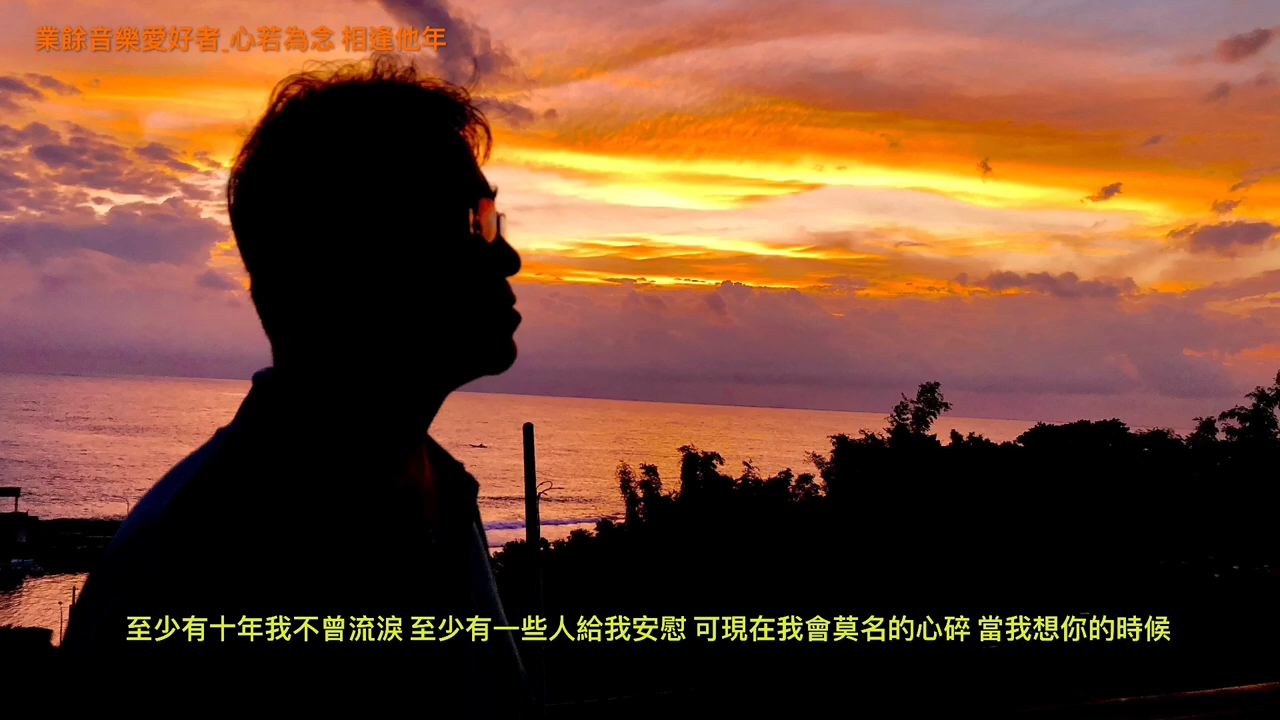 業餘音樂愛好者_心若為念 相逢他年
至少有十年我不曾流淚 至少有一些人給我安慰 可現在我會莫名的心碎 當我想你的時候